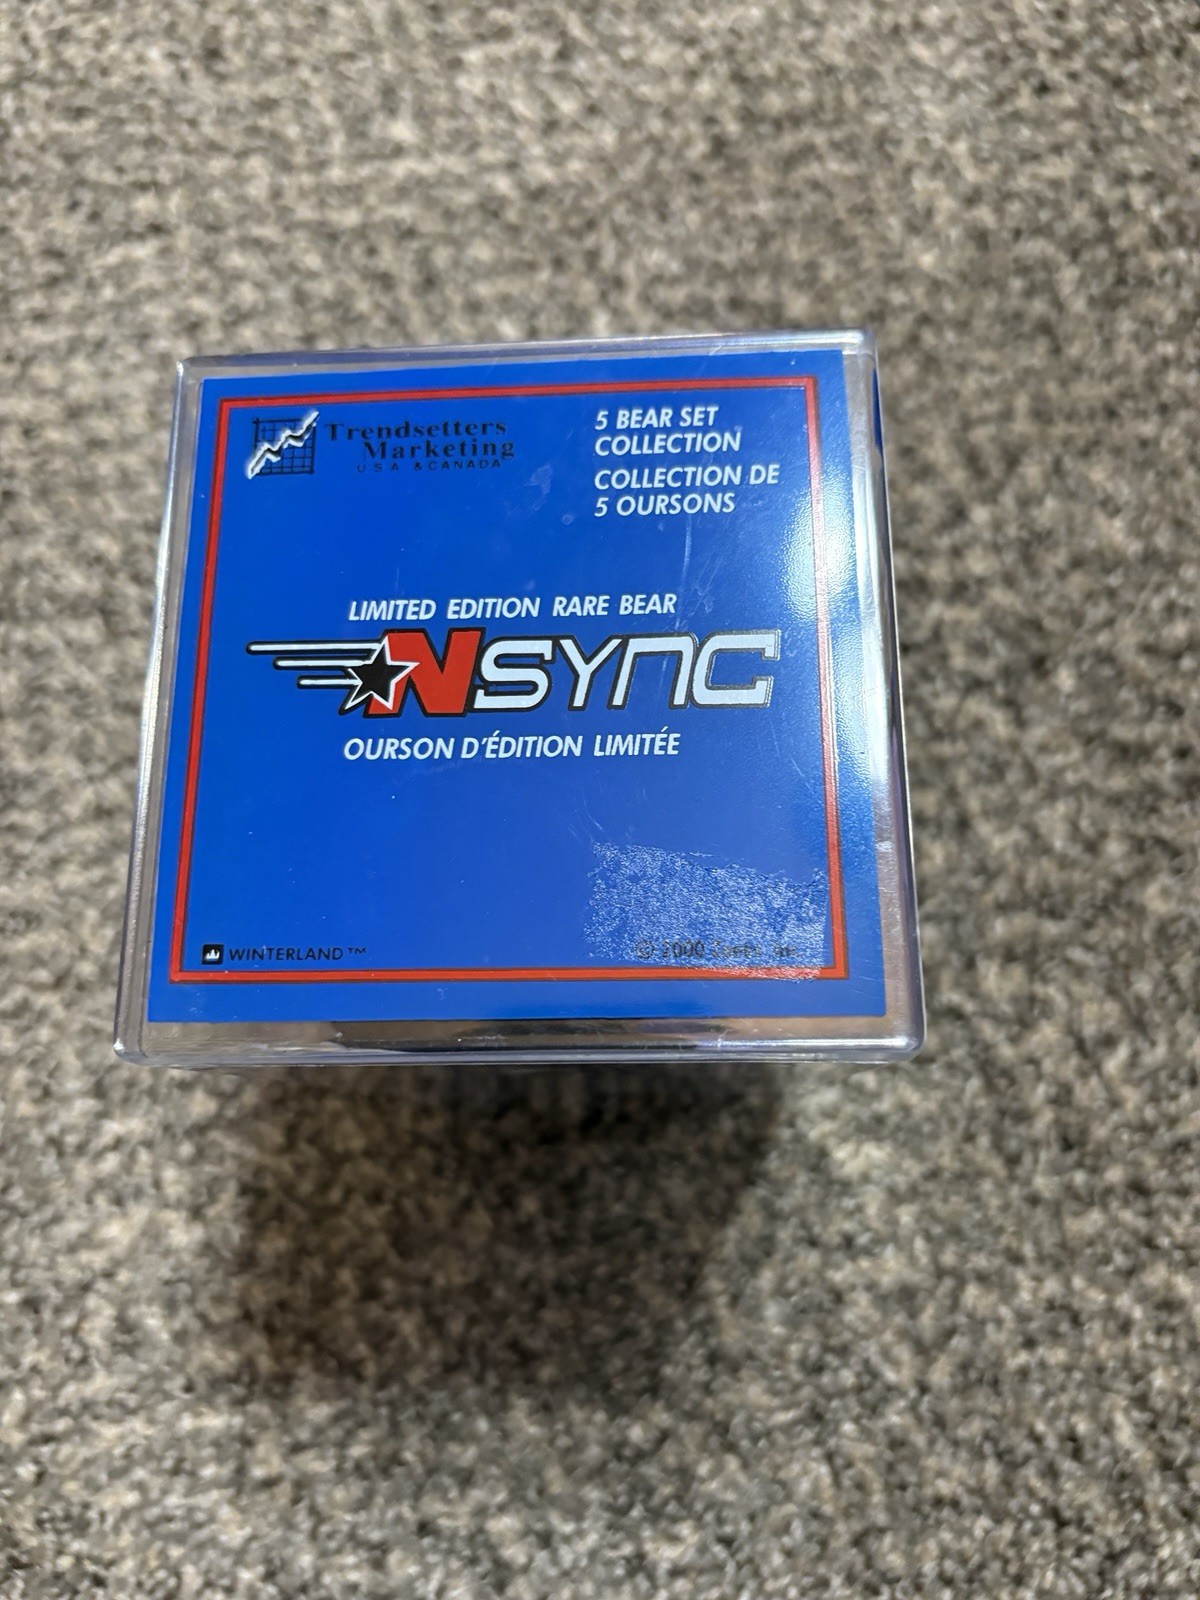 Trendsetters
Marketing
U.S.A. & CANADA
5 BEAR SET
COLLECTION
COLLECTION DE
5 OURSONS
LIMITED EDITION RARE BEAR
NSYNC
OURSON D'ÉDITION LIMITÉE
WINTERLAND™
© 2000